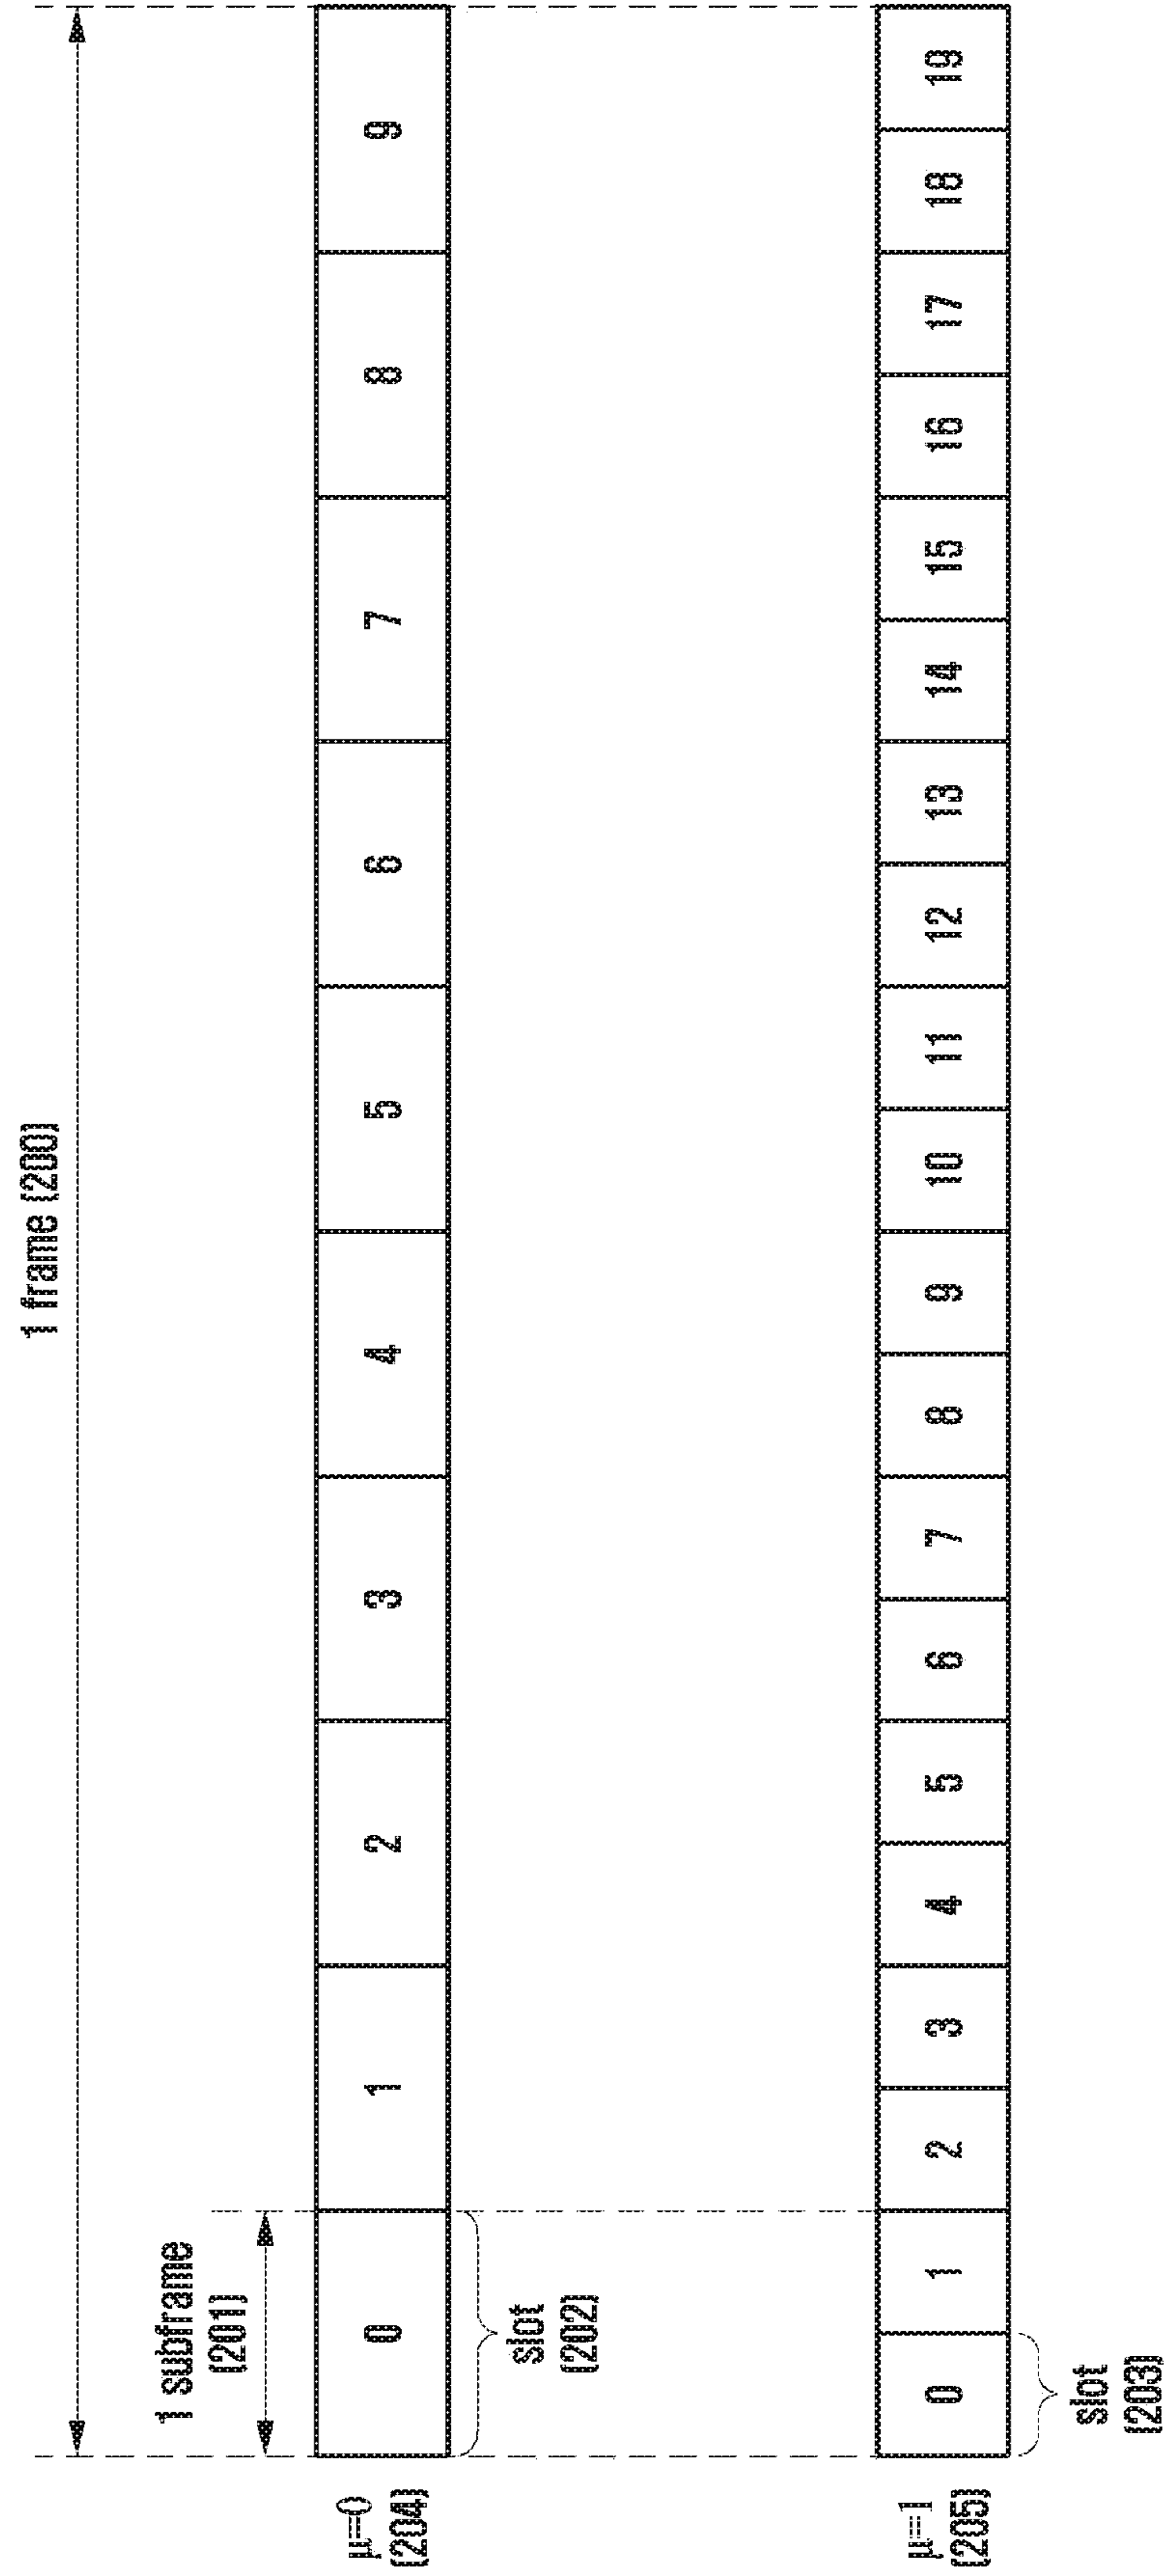 1 frame (200)
1 subframe
(201)
μ=0
(204)
0 1 2 3 4 5 6 7 8 9
slot
(202)
μ=1
(205)
0 1 2 3 4 5 6 7 8 9 10 11 12 13 14 15 16 17 18 19
slot
(203)